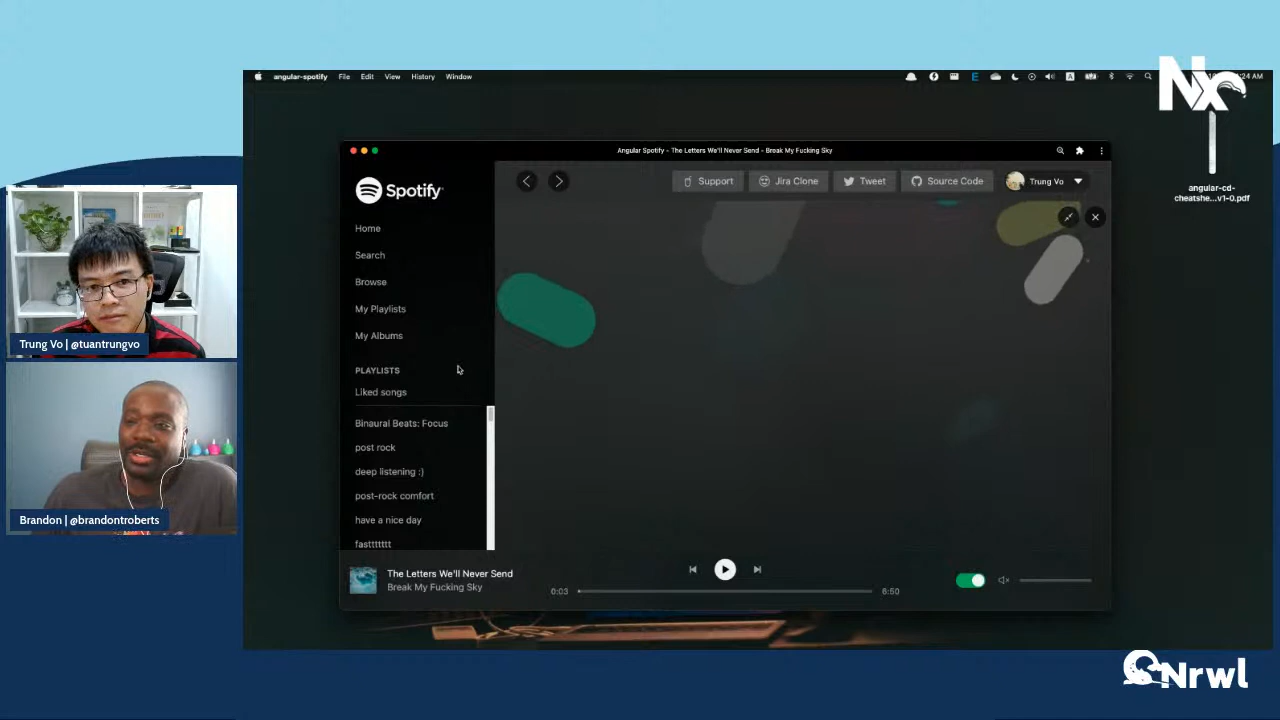 angular-spotify File Edit View History Window
24 AM
Nx
angular-cd-
cheatshe...v1-0.pdf
Angular Spotify - The Letters We'll Never Send - Break My Fucking Sky
Spotify
Support
Jira Clone
Tweet
Source Code
Trung Vo
Home
Search
Browse
My Playlists
My Albums
PLAYLISTS
Liked songs
Binaural Beats: Focus
post rock
deep listening :)
post-rock comfort
have a nice day
fasttttttt
The Letters We'll Never Send
Break My Fucking Sky
0:03
6:50
Trung Vo | @tuantrungvo
Brandon | @brandontroberts
Nrwl